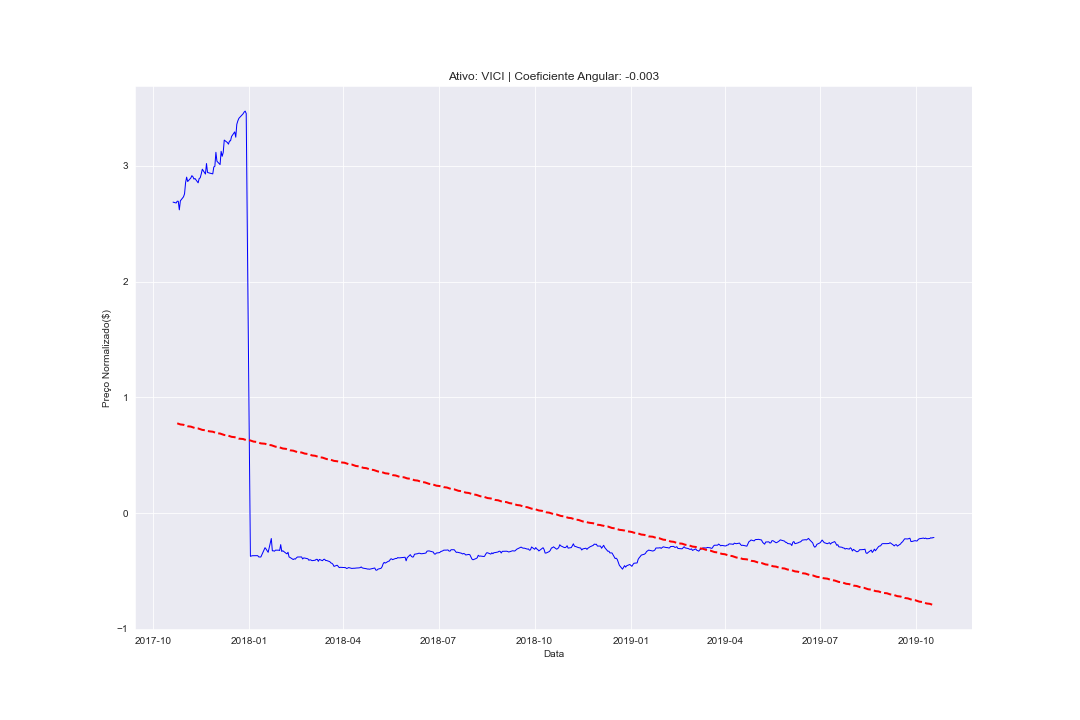 Ativo: VICI | Coeficiente Angular: -0.003
Preço Normalizado($)
3
2
1
0
−1
2017-10 2018-01 2018-04 2018-07 2018-10 2019-01 2019-04 2019-07 2019-10
Data